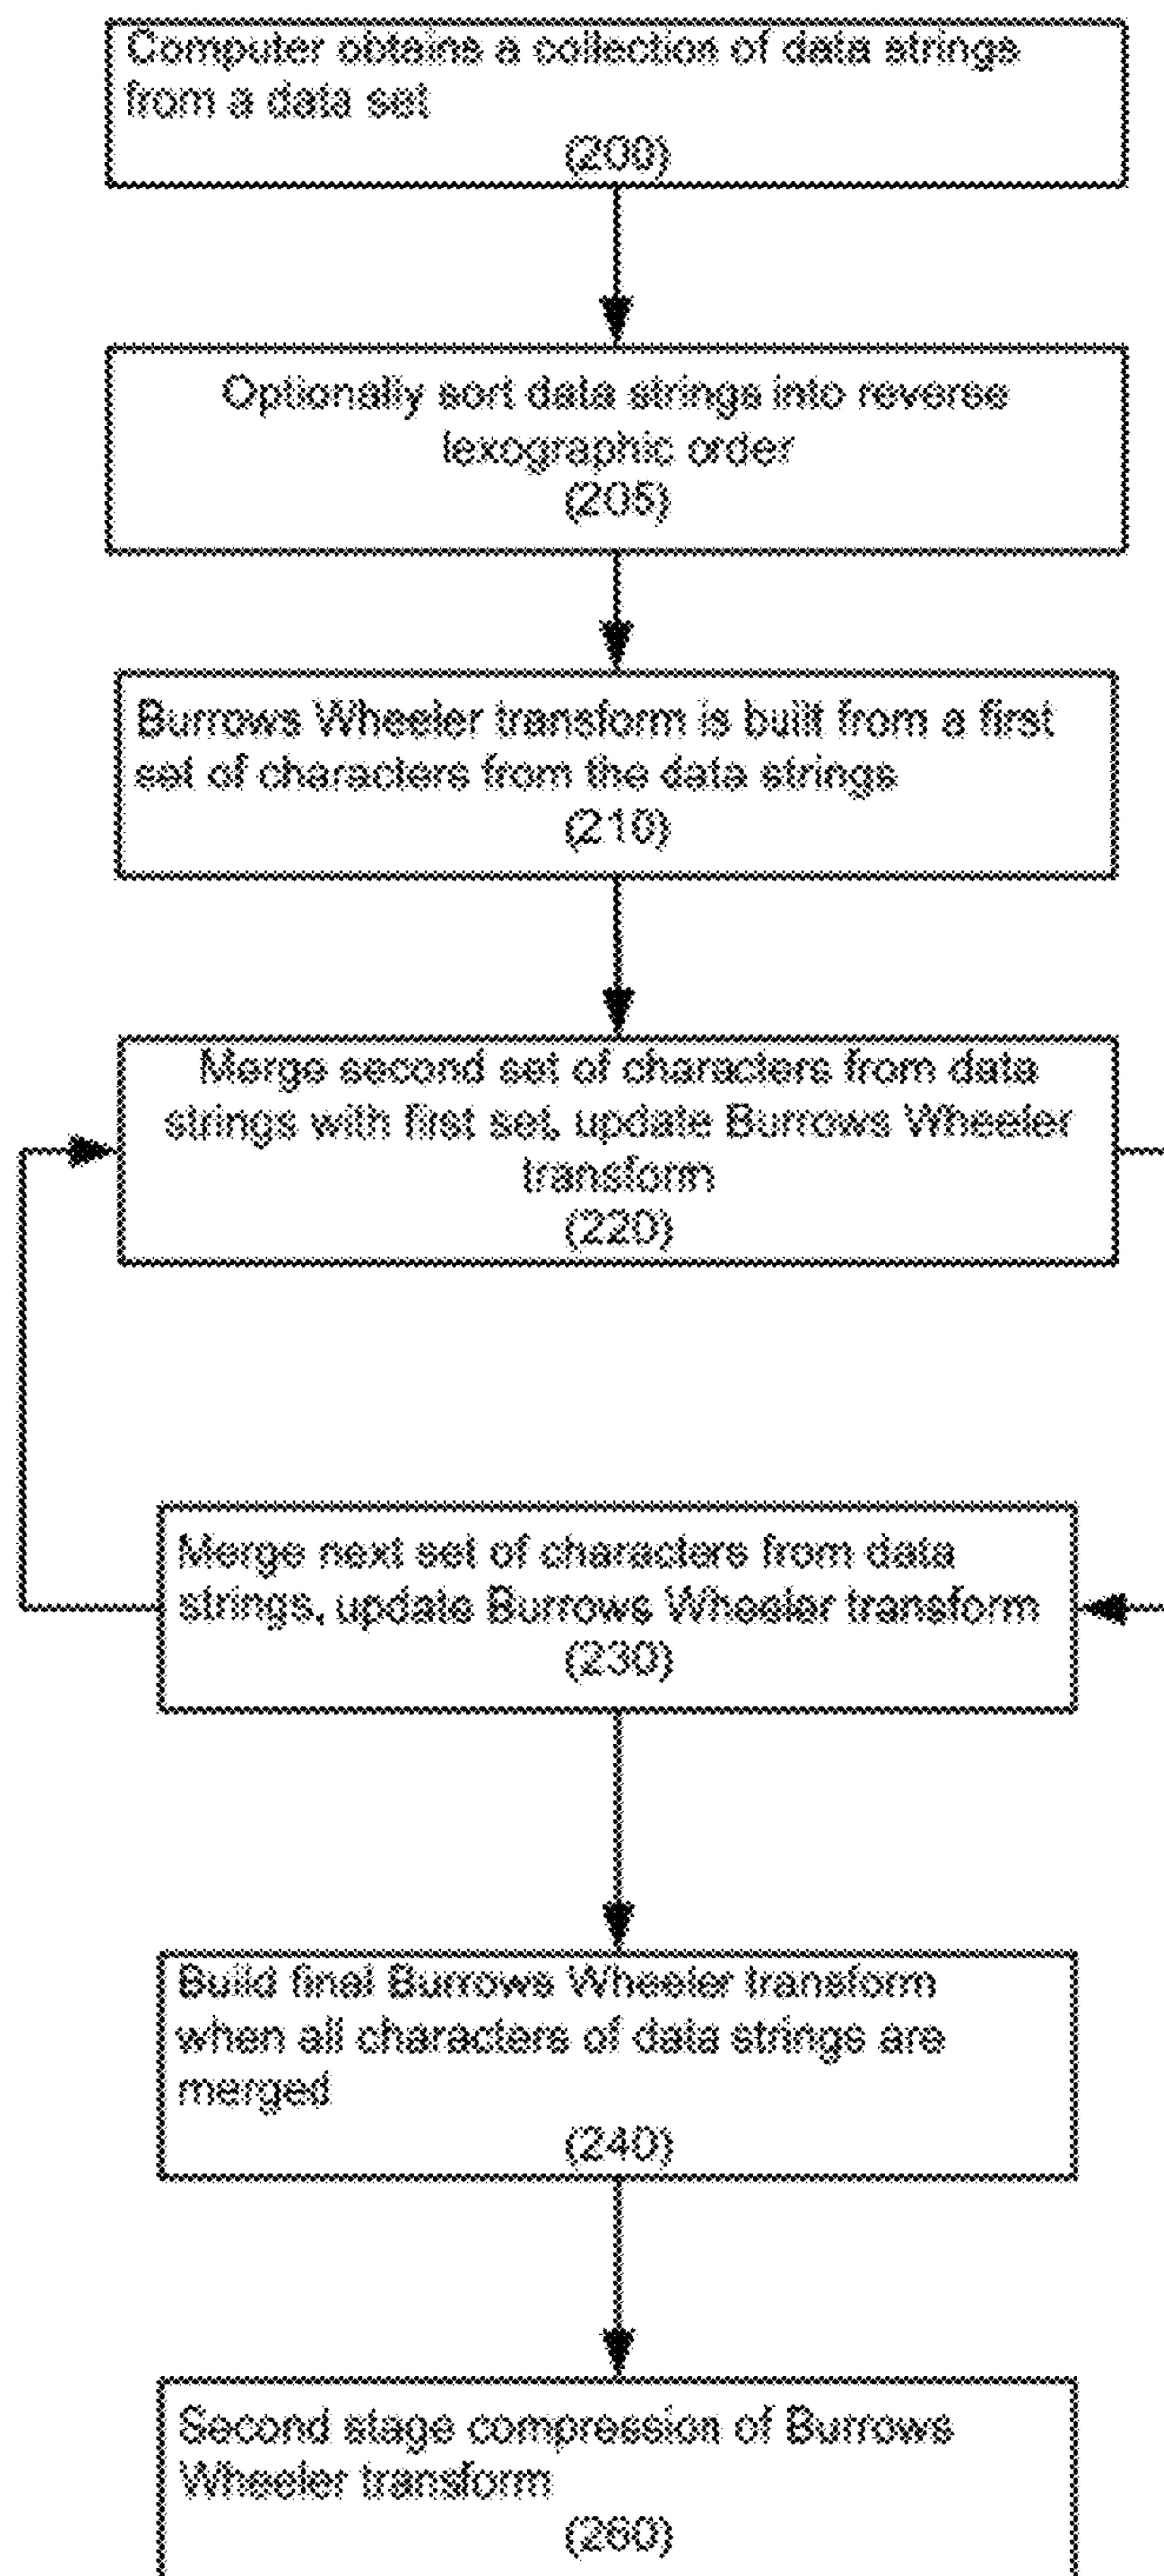 Computer obtains a collection of data strings
from a data set
(200)
Optionally sort data strings into reverse
lexographic order
(205)
Burrows Wheeler transform is built from a first
set of characters from the data strings
(210)
Merge second set of characters from data
strings with first set, update Burrows Wheeler
transform
(220)
Merge next set of characters from data
strings, update Burrows Wheeler transform
(230)
Build final Burrows Wheeler transform
when all characters of data strings are
merged
(240)
Second stage compression of Burrows
Wheeler transform
(260)